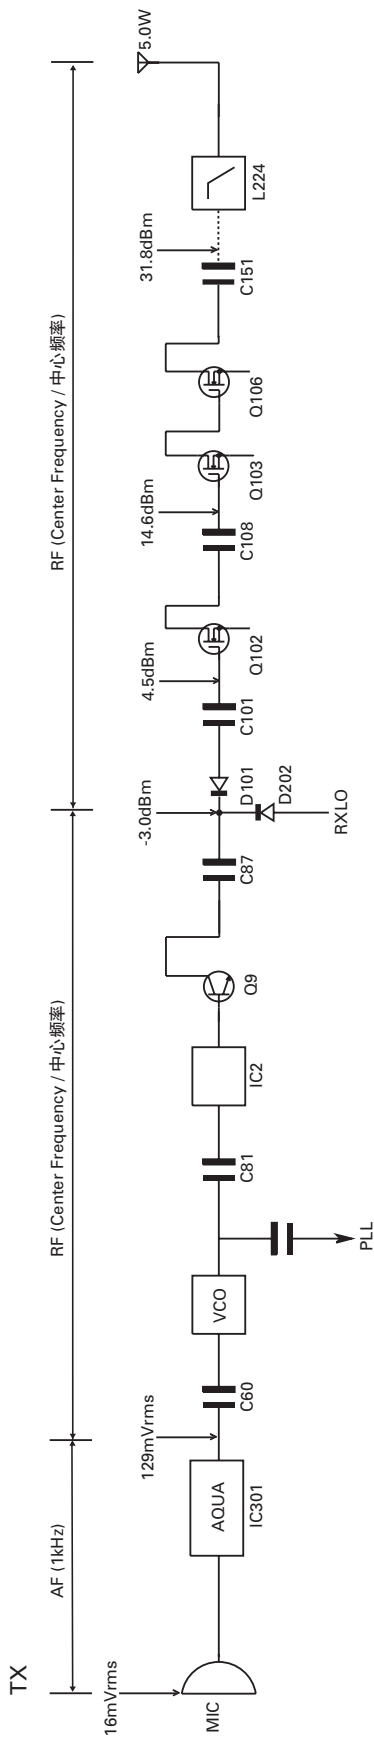 TX
AF (1kHz)
RF (Center Frequency / 中心频率)
RF (Center Frequency / 中心频率)
16mVrms
129mVrms
-3.0dBm
4.5dBm
14.6dBm
31.8dBm
5.0W
MIC
AQUA
IC301
C60
VCO
PLL
C81
IC2
Q9
C87
D101
D202
RXLO
C101
Q102
C108
Q103
Q106
C151
L224